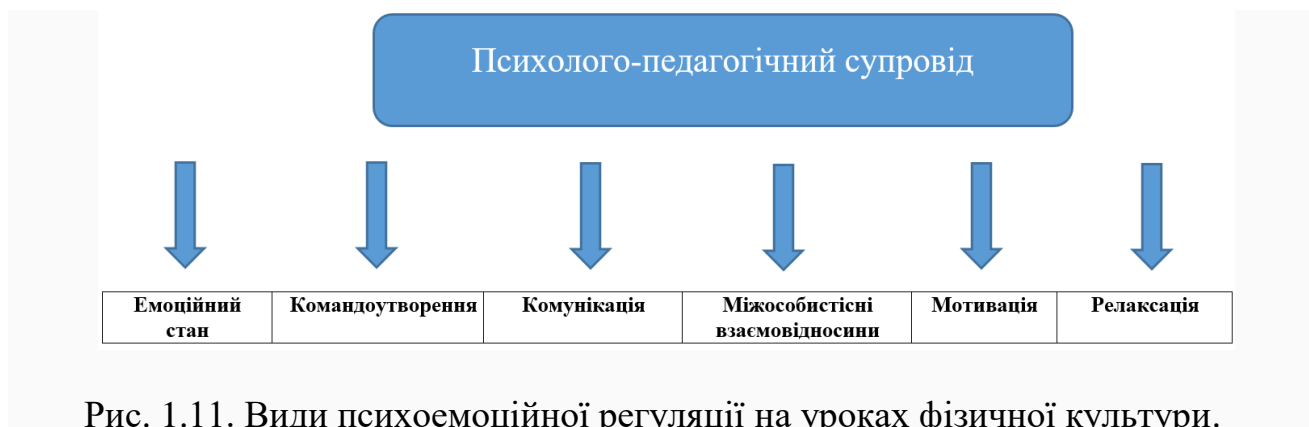 Психолого-педагогічний супровід
Емоційний стан
Командоутворення
Комунікація
Міжособистісні взаємовідносини
Мотивація
Релаксація
Рис. 1.11. Види психоемоційної регуляції на уроках фізичної культури.